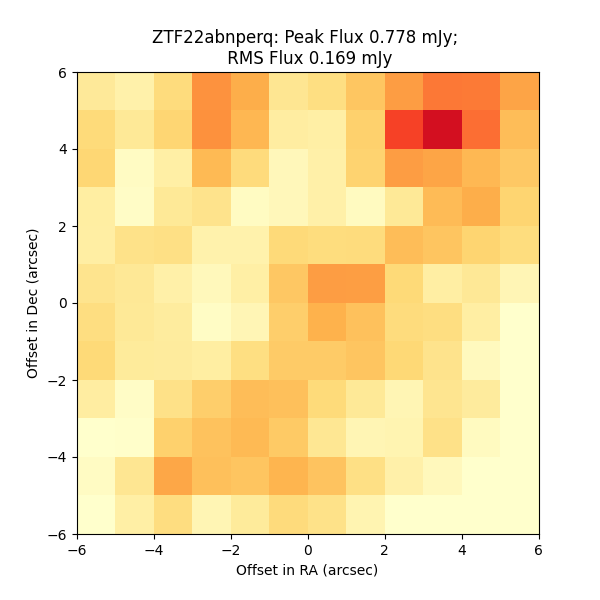 ZTF22abnperq: Peak Flux 0.778 mJy;
RMS Flux 0.169 mJy
6
4
2
0
−2
−4
−6
Offset in Dec (arcsec)
−6 −4 −2 0 2 4 6
Offset in RA (arcsec)